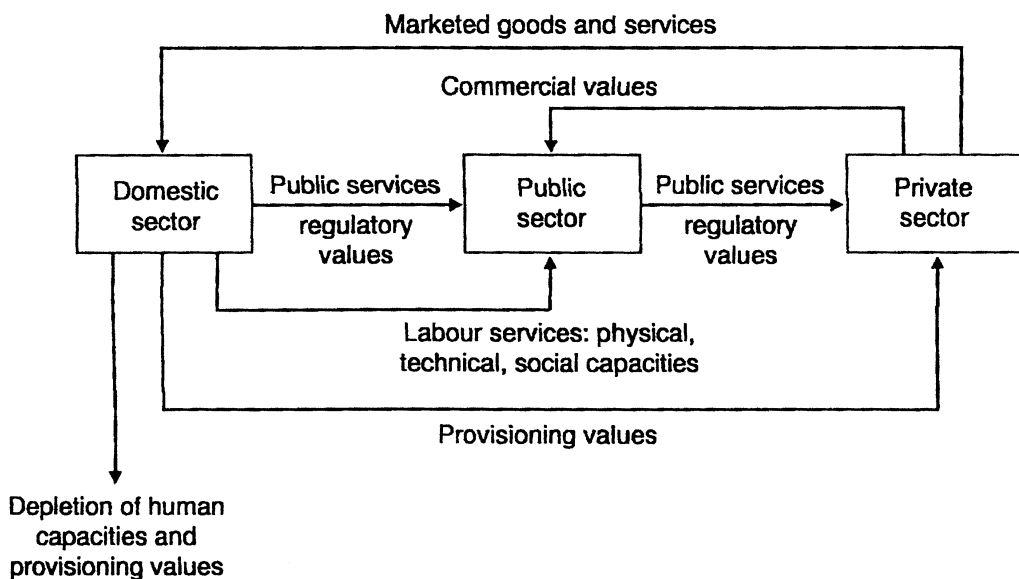 Marketed goods and services
Commercial values
Domestic
sector
Public services
regulatory
values
Public
sector
Public services
regulatory
values
Private
sector
Labour services: physical,
technical, social capacities
Provisioning values
Depletion of human
capacities and
provisioning values